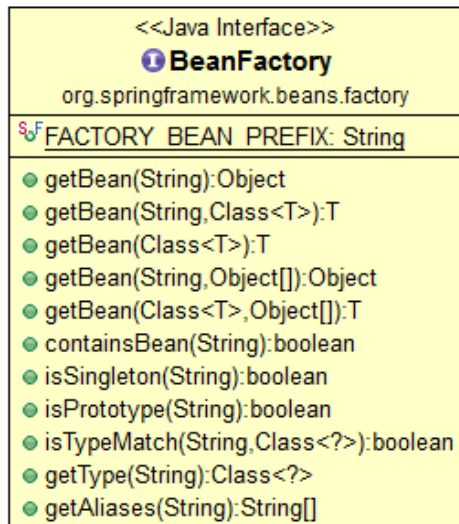 <<Java Interface>>
BeanFactory
org.springframework.beans.factory
FACTORY_BEAN_PREFIX: String
getBean(String):Object
getBean(String,Class<T>):T
getBean(Class<T>):T
getBean(String,Object[]):Object
getBean(Class<T>,Object[]):T
containsBean(String):boolean
isSingleton(String):boolean
isPrototype(String):boolean
isTypeMatch(String,Class<?>):boolean
getType(String):Class<?>
getAliases(String):String[]